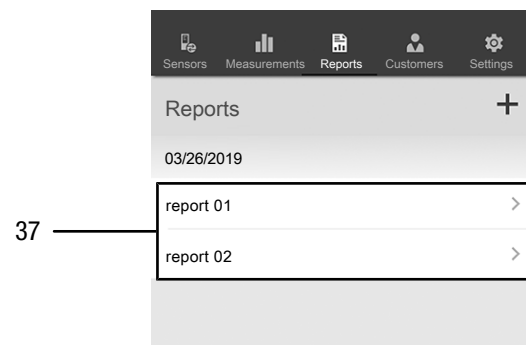 Sensors Measurements Reports Customers Settings
Reports +
03/26/2019
report 01 >
37
report 02 >